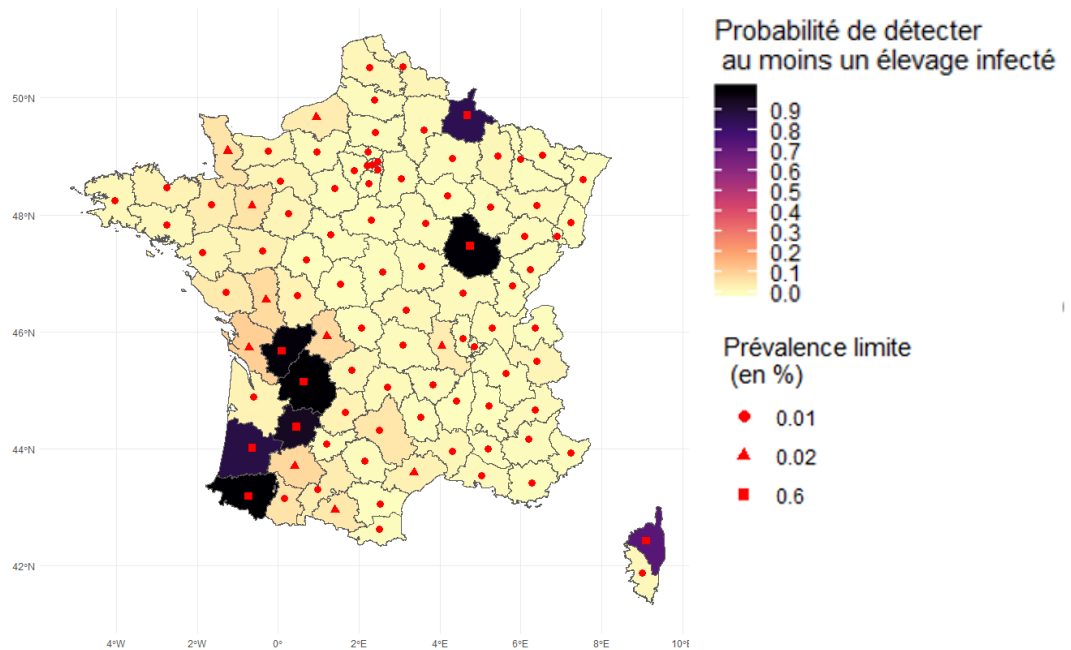 Probabilité de détecter
au moins un élevage infecté
0.9
0.8
0.7
0.6
0.5
0.4
0.3
0.2
0.1
0.0
Prévalence limite
(en %)
0.01
0.02
0.6
50°N
48°N
46°N
44°N
42°N
4°W 2°W 0° 2°E 4°E 6°E 8°E 10°E